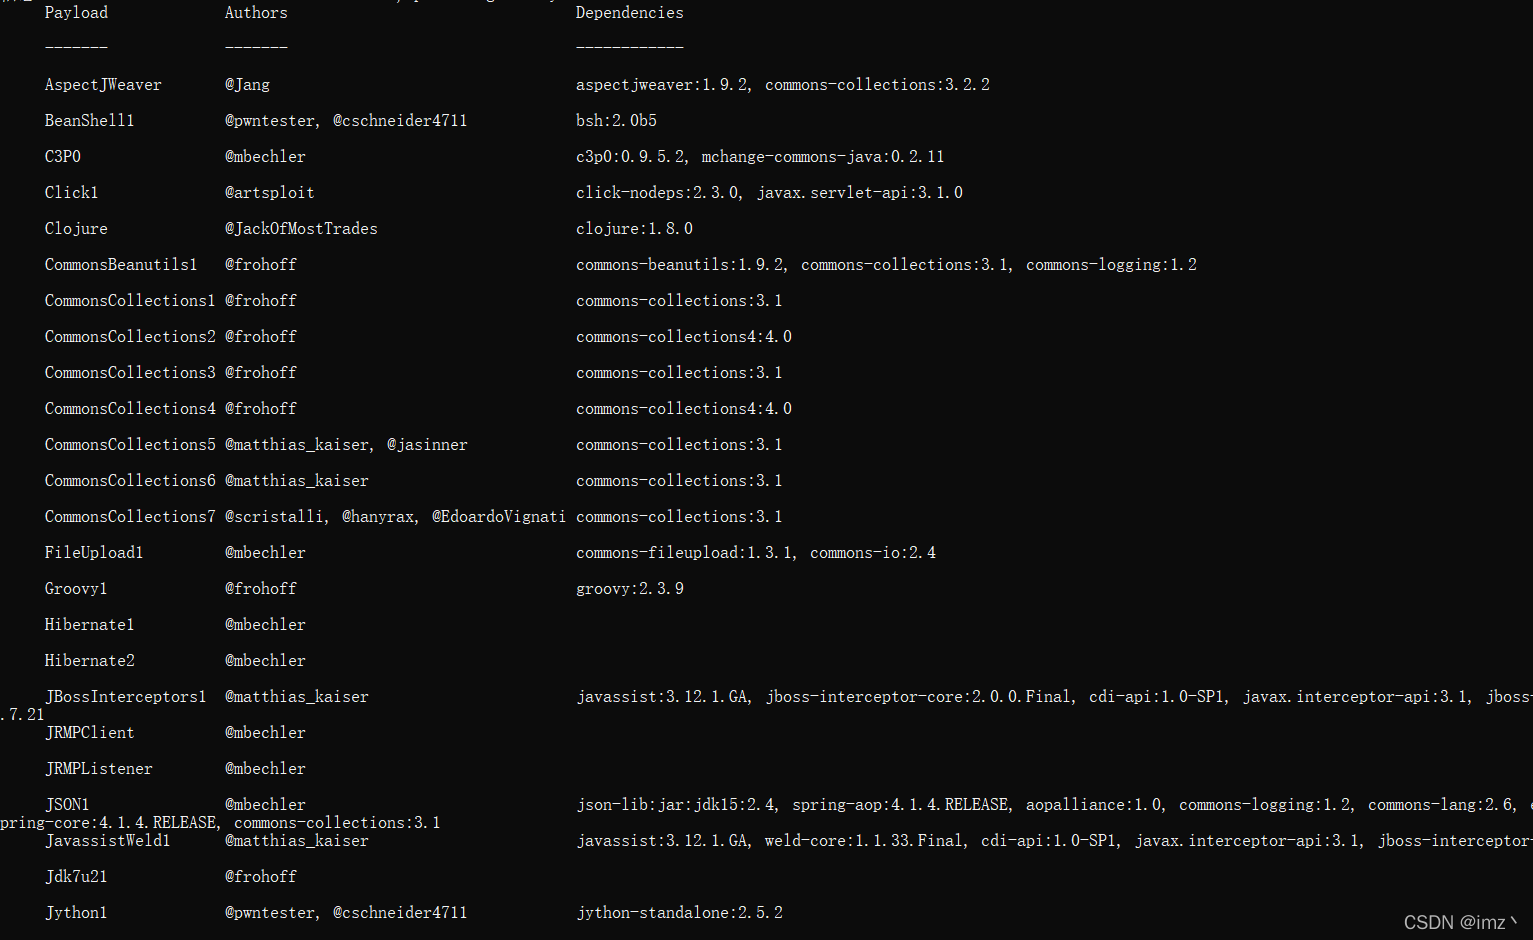 Payload Authors Dependencies
------- ------- ------------
AspectJWeaver @Jang aspectjweaver:1.9.2, commons-collections:3.2.2
BeanShell1 @pwntester, @cschneider4711 bsh:2.0b5
C3P0 @mbechler c3p0:0.9.5.2, mchange-commons-java:0.2.11
Click1 @artsploit click-nodeps:2.3.0, javax.servlet-api:3.1.0
Clojure @JackOfMostTrades clojure:1.8.0
CommonsBeanutils1 @frohoff commons-beanutils:1.9.2, commons-collections:3.1, commons-logging:1.2
CommonsCollections1 @frohoff commons-collections:3.1
CommonsCollections2 @frohoff commons-collections4:4.0
CommonsCollections3 @frohoff commons-collections:3.1
CommonsCollections4 @frohoff commons-collections4:4.0
CommonsCollections5 @matthias_kaiser, @jasinner commons-collections:3.1
CommonsCollections6 @matthias_kaiser commons-collections:3.1
CommonsCollections7 @scristalli, @hanyrax, @EdoardoVignati commons-collections:3.1
FileUpload1 @mbechler commons-fileupload:1.3.1, commons-io:2.4
Groovy1 @frohoff groovy:2.3.9
Hibernate1 @mbechler
Hibernate2 @mbechler
JBossInterceptors1 @matthias_kaiser javassist:3.12.1.GA, jboss-interceptor-core:2.0.0.Final, cdi-api:1.0-SP1, javax.interceptor-api:3.1, jboss-
.7.21
JRMPClient @mbechler
JRMPListener @mbechler
JSON1 @mbechler json-lib:jar:jdk15:2.4, spring-aop:4.1.4.RELEASE, aopalliance:1.0, commons-logging:1.2, commons-lang:2.6,
pring-core:4.1.4.RELEASE, commons-collections:3.1
JavassistWeld1 @matthias_kaiser javassist:3.12.1.GA, weld-core:1.1.33.Final, cdi-api:1.0-SP1, javax.interceptor-api:3.1, jboss-interceptor-
Jdk7u21 @frohoff
Jython1 @pwntester, @cschneider4711 jython-standalone:2.5.2
CSDN @imz丶